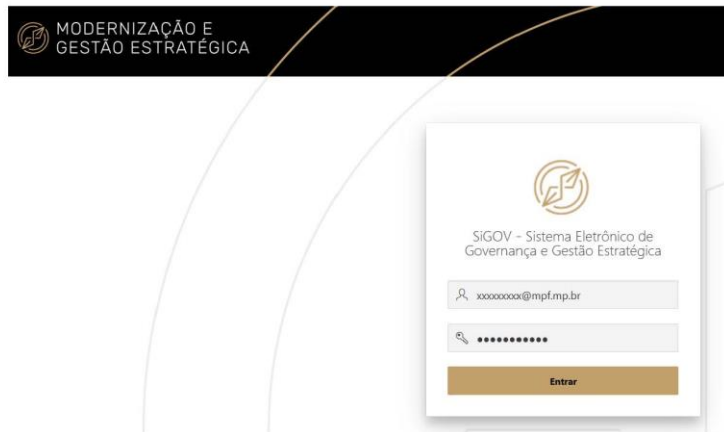 MODERNIZAÇÃO E
GESTÃO ESTRATÉGICA
SiGOV - Sistema Eletrônico de
Governança e Gestão Estratégica
xxxxxxxxx@mpf.mp.br
●●●●●●●●●●●
Entrar